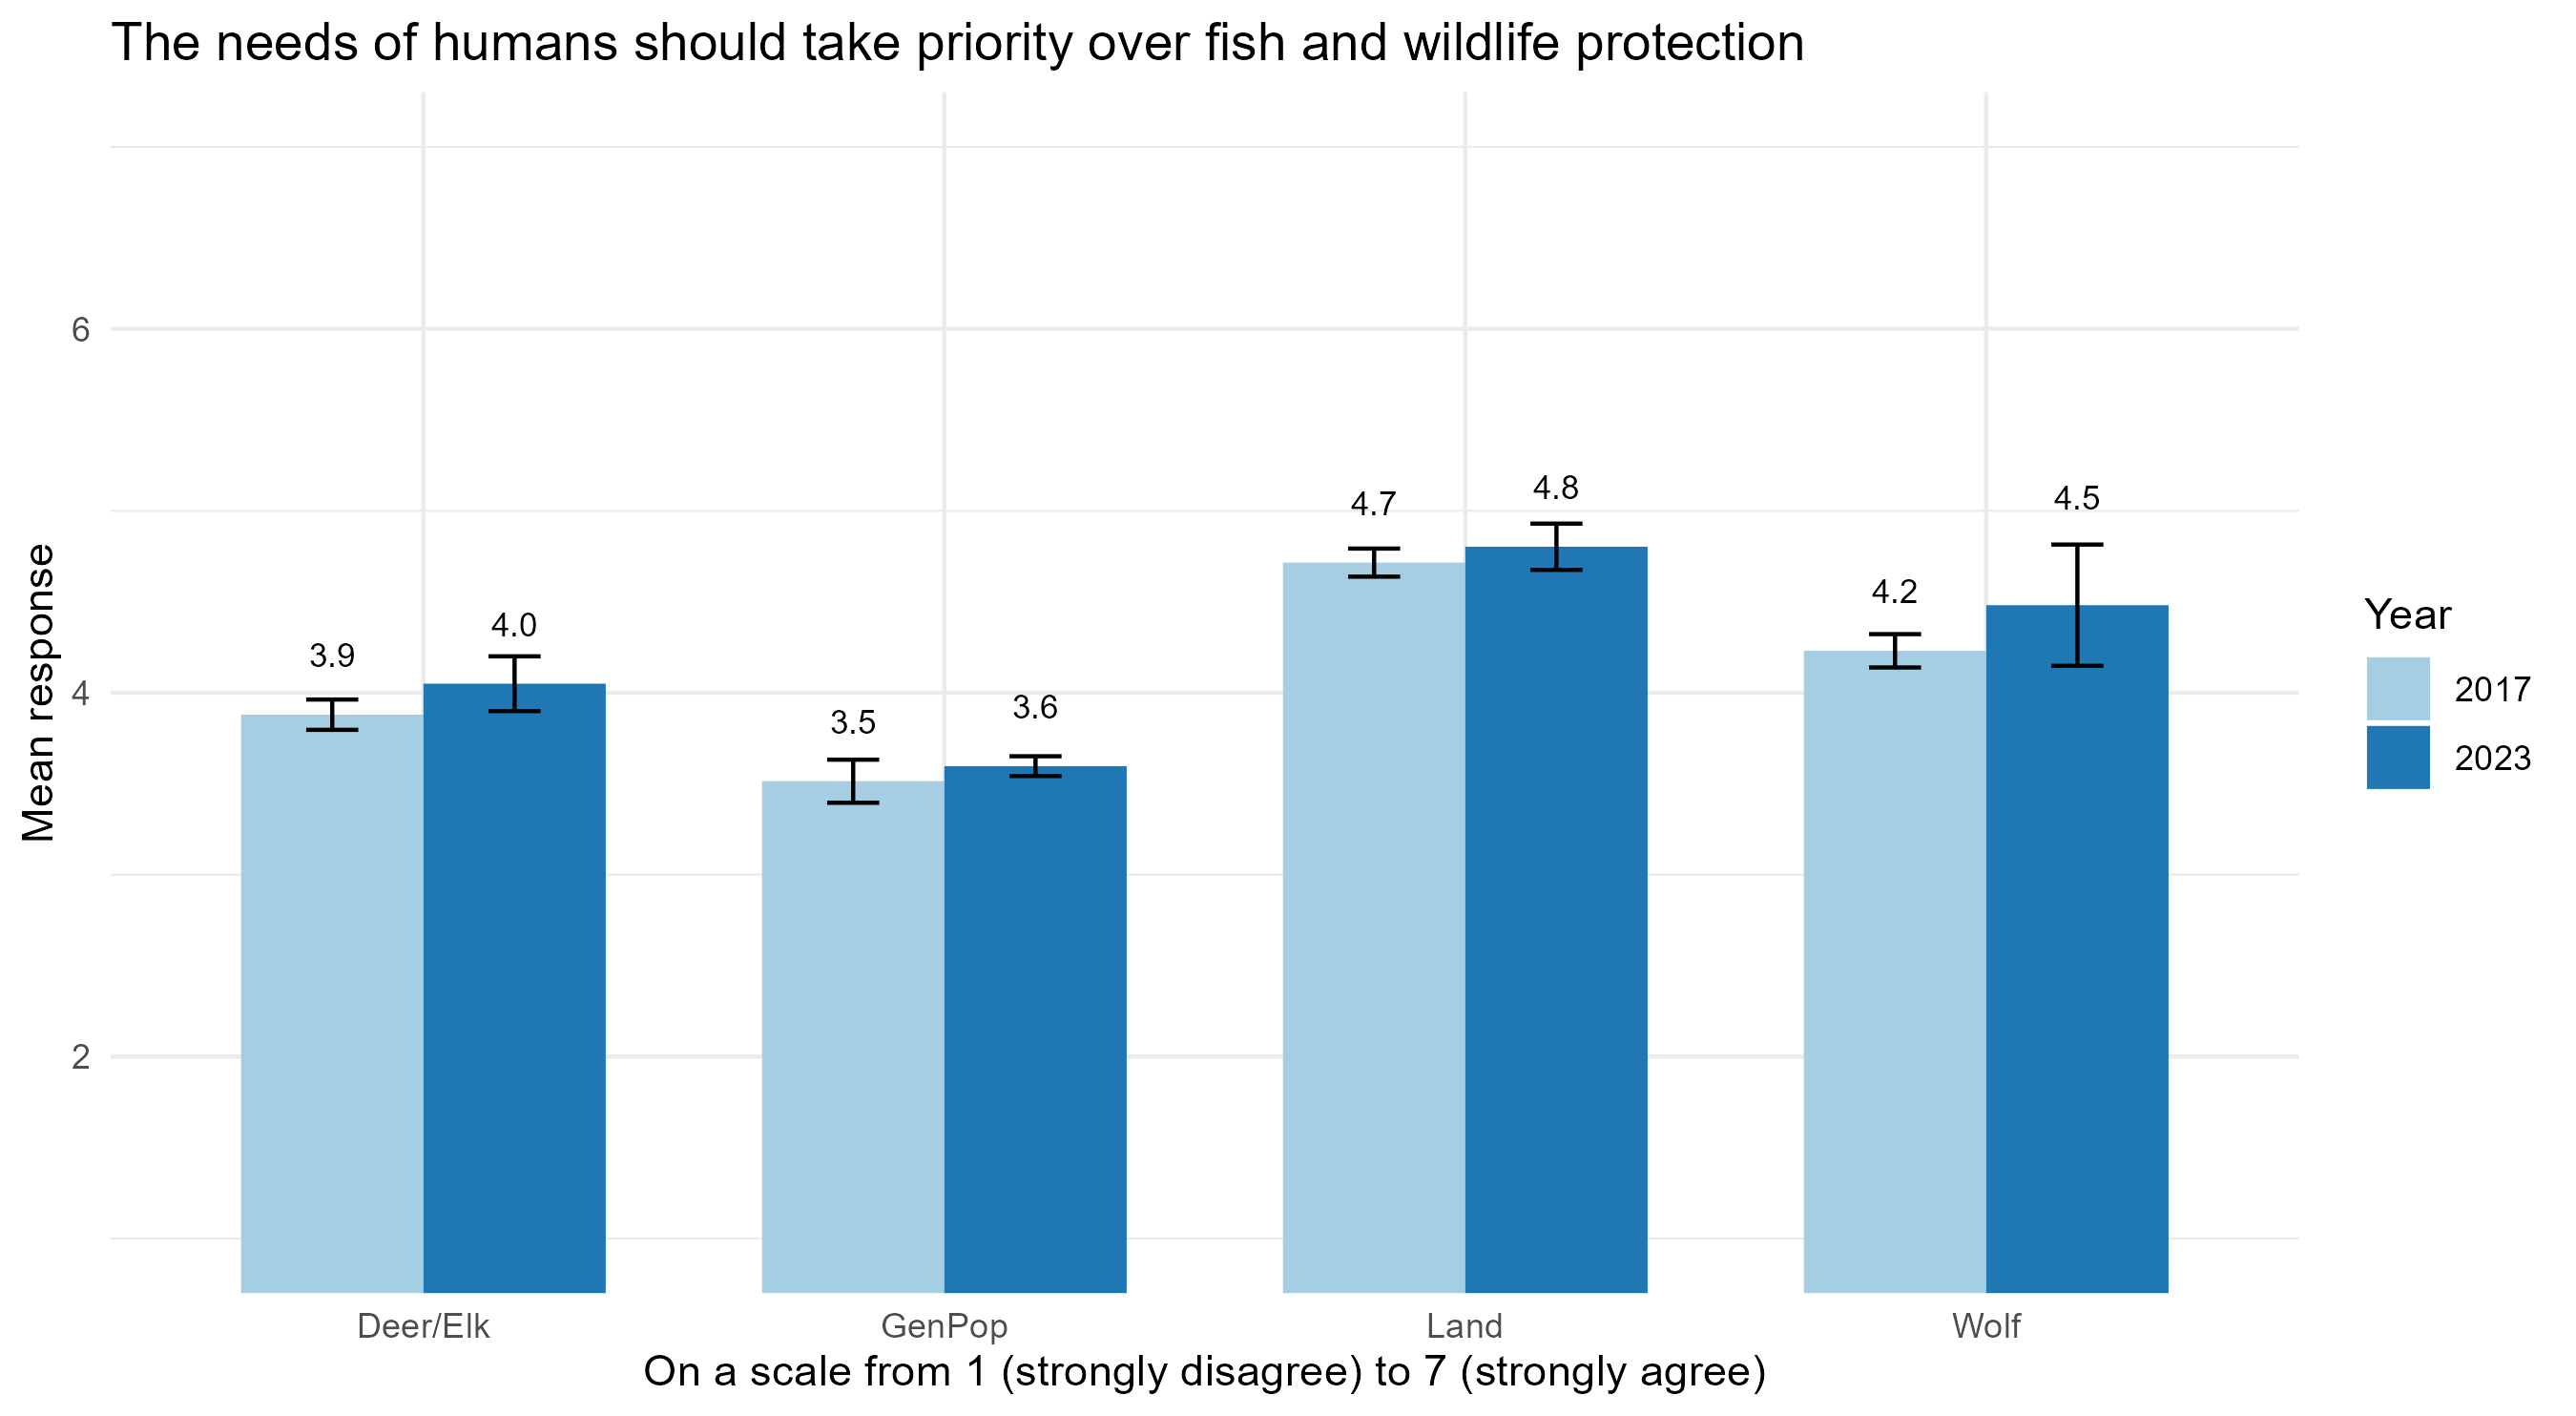 The needs of humans should take priority over fish and wildlife protection
Mean response
6
4
2
3.9
4.0
3.5
3.6
4.7
4.8
4.2
4.5
Deer/Elk
GenPop
Land
Wolf
On a scale from 1 (strongly disagree) to 7 (strongly agree)
Year
2017
2023